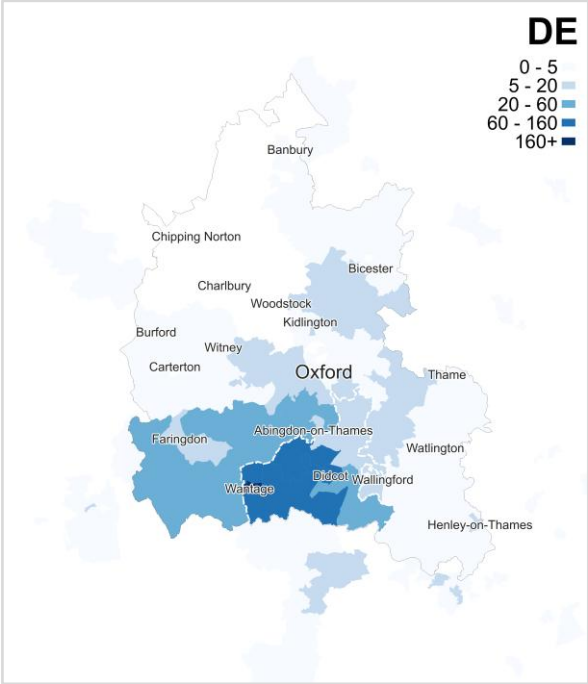 DE
0 - 5
5 - 20
20 - 60
60 - 160
160+
Banbury
Chipping Norton
Bicester
Charlbury
Woodstock
Kidlington
Burford
Witney
Carterton
Oxford
Thame
Faringdon
Abingdon-on-Thames
Watlington
Didcot
Wallingford
Wantage
Henley-on-Thames